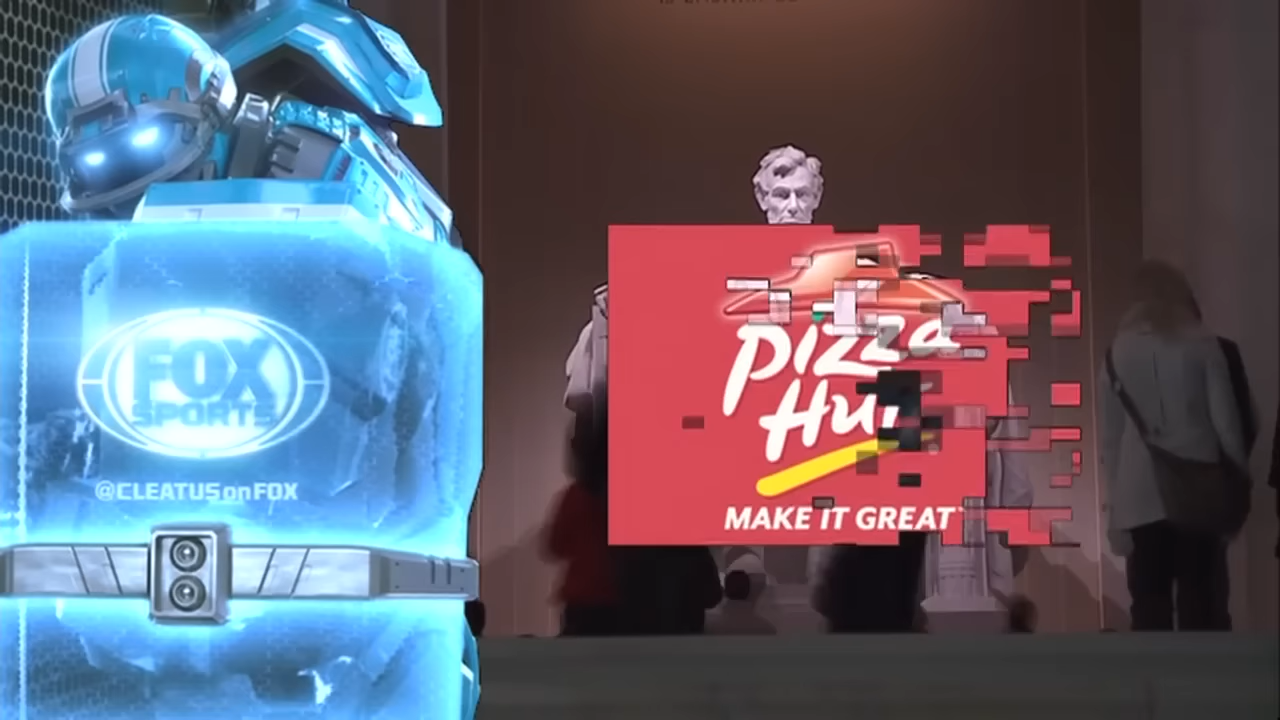 FOX
SPORTS
@CLEATUSonFOX
Pizza
Hut
MAKE IT GREAT